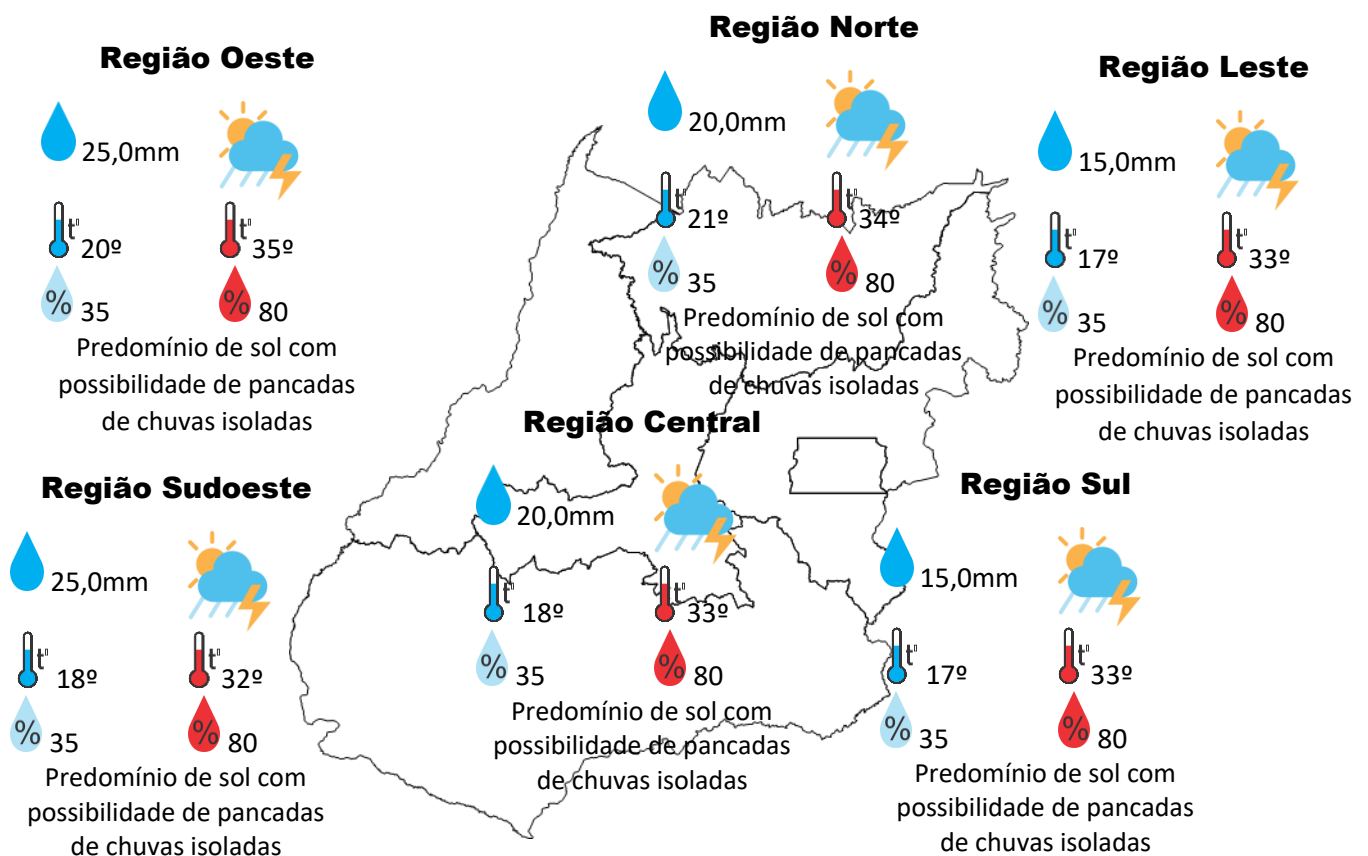 Região Oeste
25,0mm
t°
20º
t°
35º
%
35
%
80
Predomínio de sol com
possibilidade de pancadas
de chuvas isoladas
Região Norte
20,0mm
t°
21º
t°
34º
%
35
%
80
Predomínio de sol com
possibilidade de pancadas
de chuvas isoladas
Região Leste
15,0mm
t°
17º
t°
33º
%
35
%
80
Predomínio de sol com
possibilidade de pancadas
de chuvas isoladas
Região Sudoeste
25,0mm
t°
18º
t°
32º
%
35
%
80
Predomínio de sol com
possibilidade de pancadas
de chuvas isoladas
Região Central
20,0mm
t°
18º
t°
33º
%
35
%
80
Predomínio de sol com
possibilidade de pancadas
de chuvas isoladas
Região Sul
15,0mm
t°
17º
t°
33º
%
35
%
80
Predomínio de sol com
possibilidade de pancadas
de chuvas isoladas